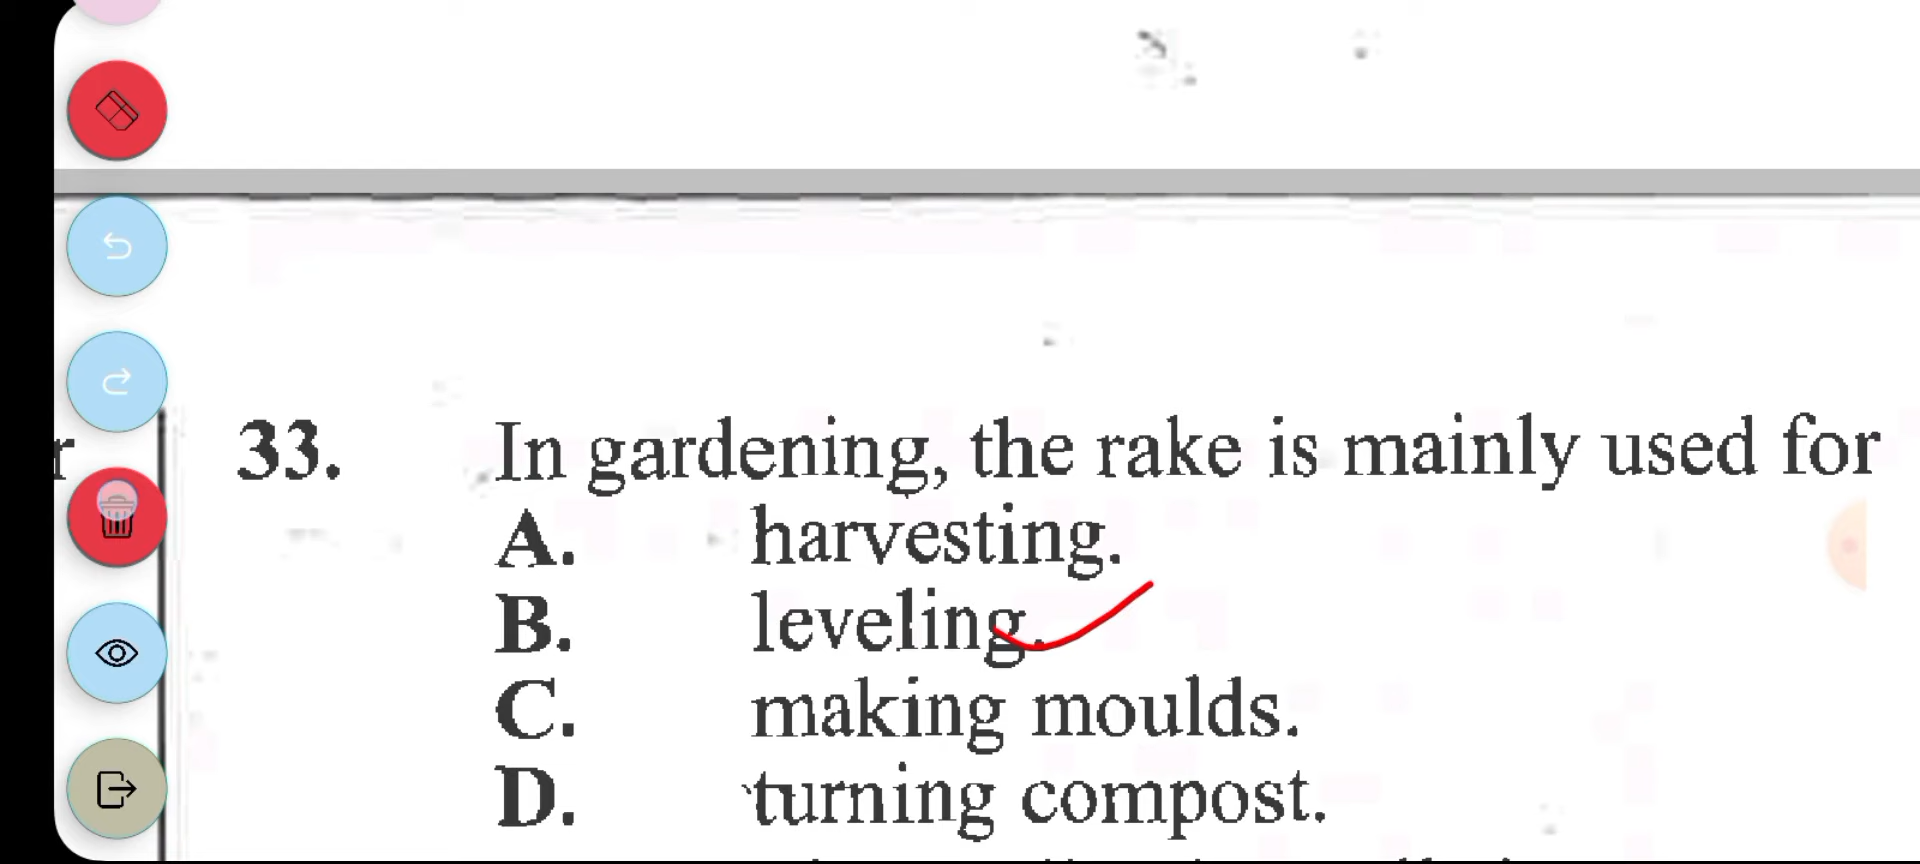 33. In gardening, the rake is mainly used for
A. harvesting.
B. leveling.
C. making moulds.
D. turning compost.